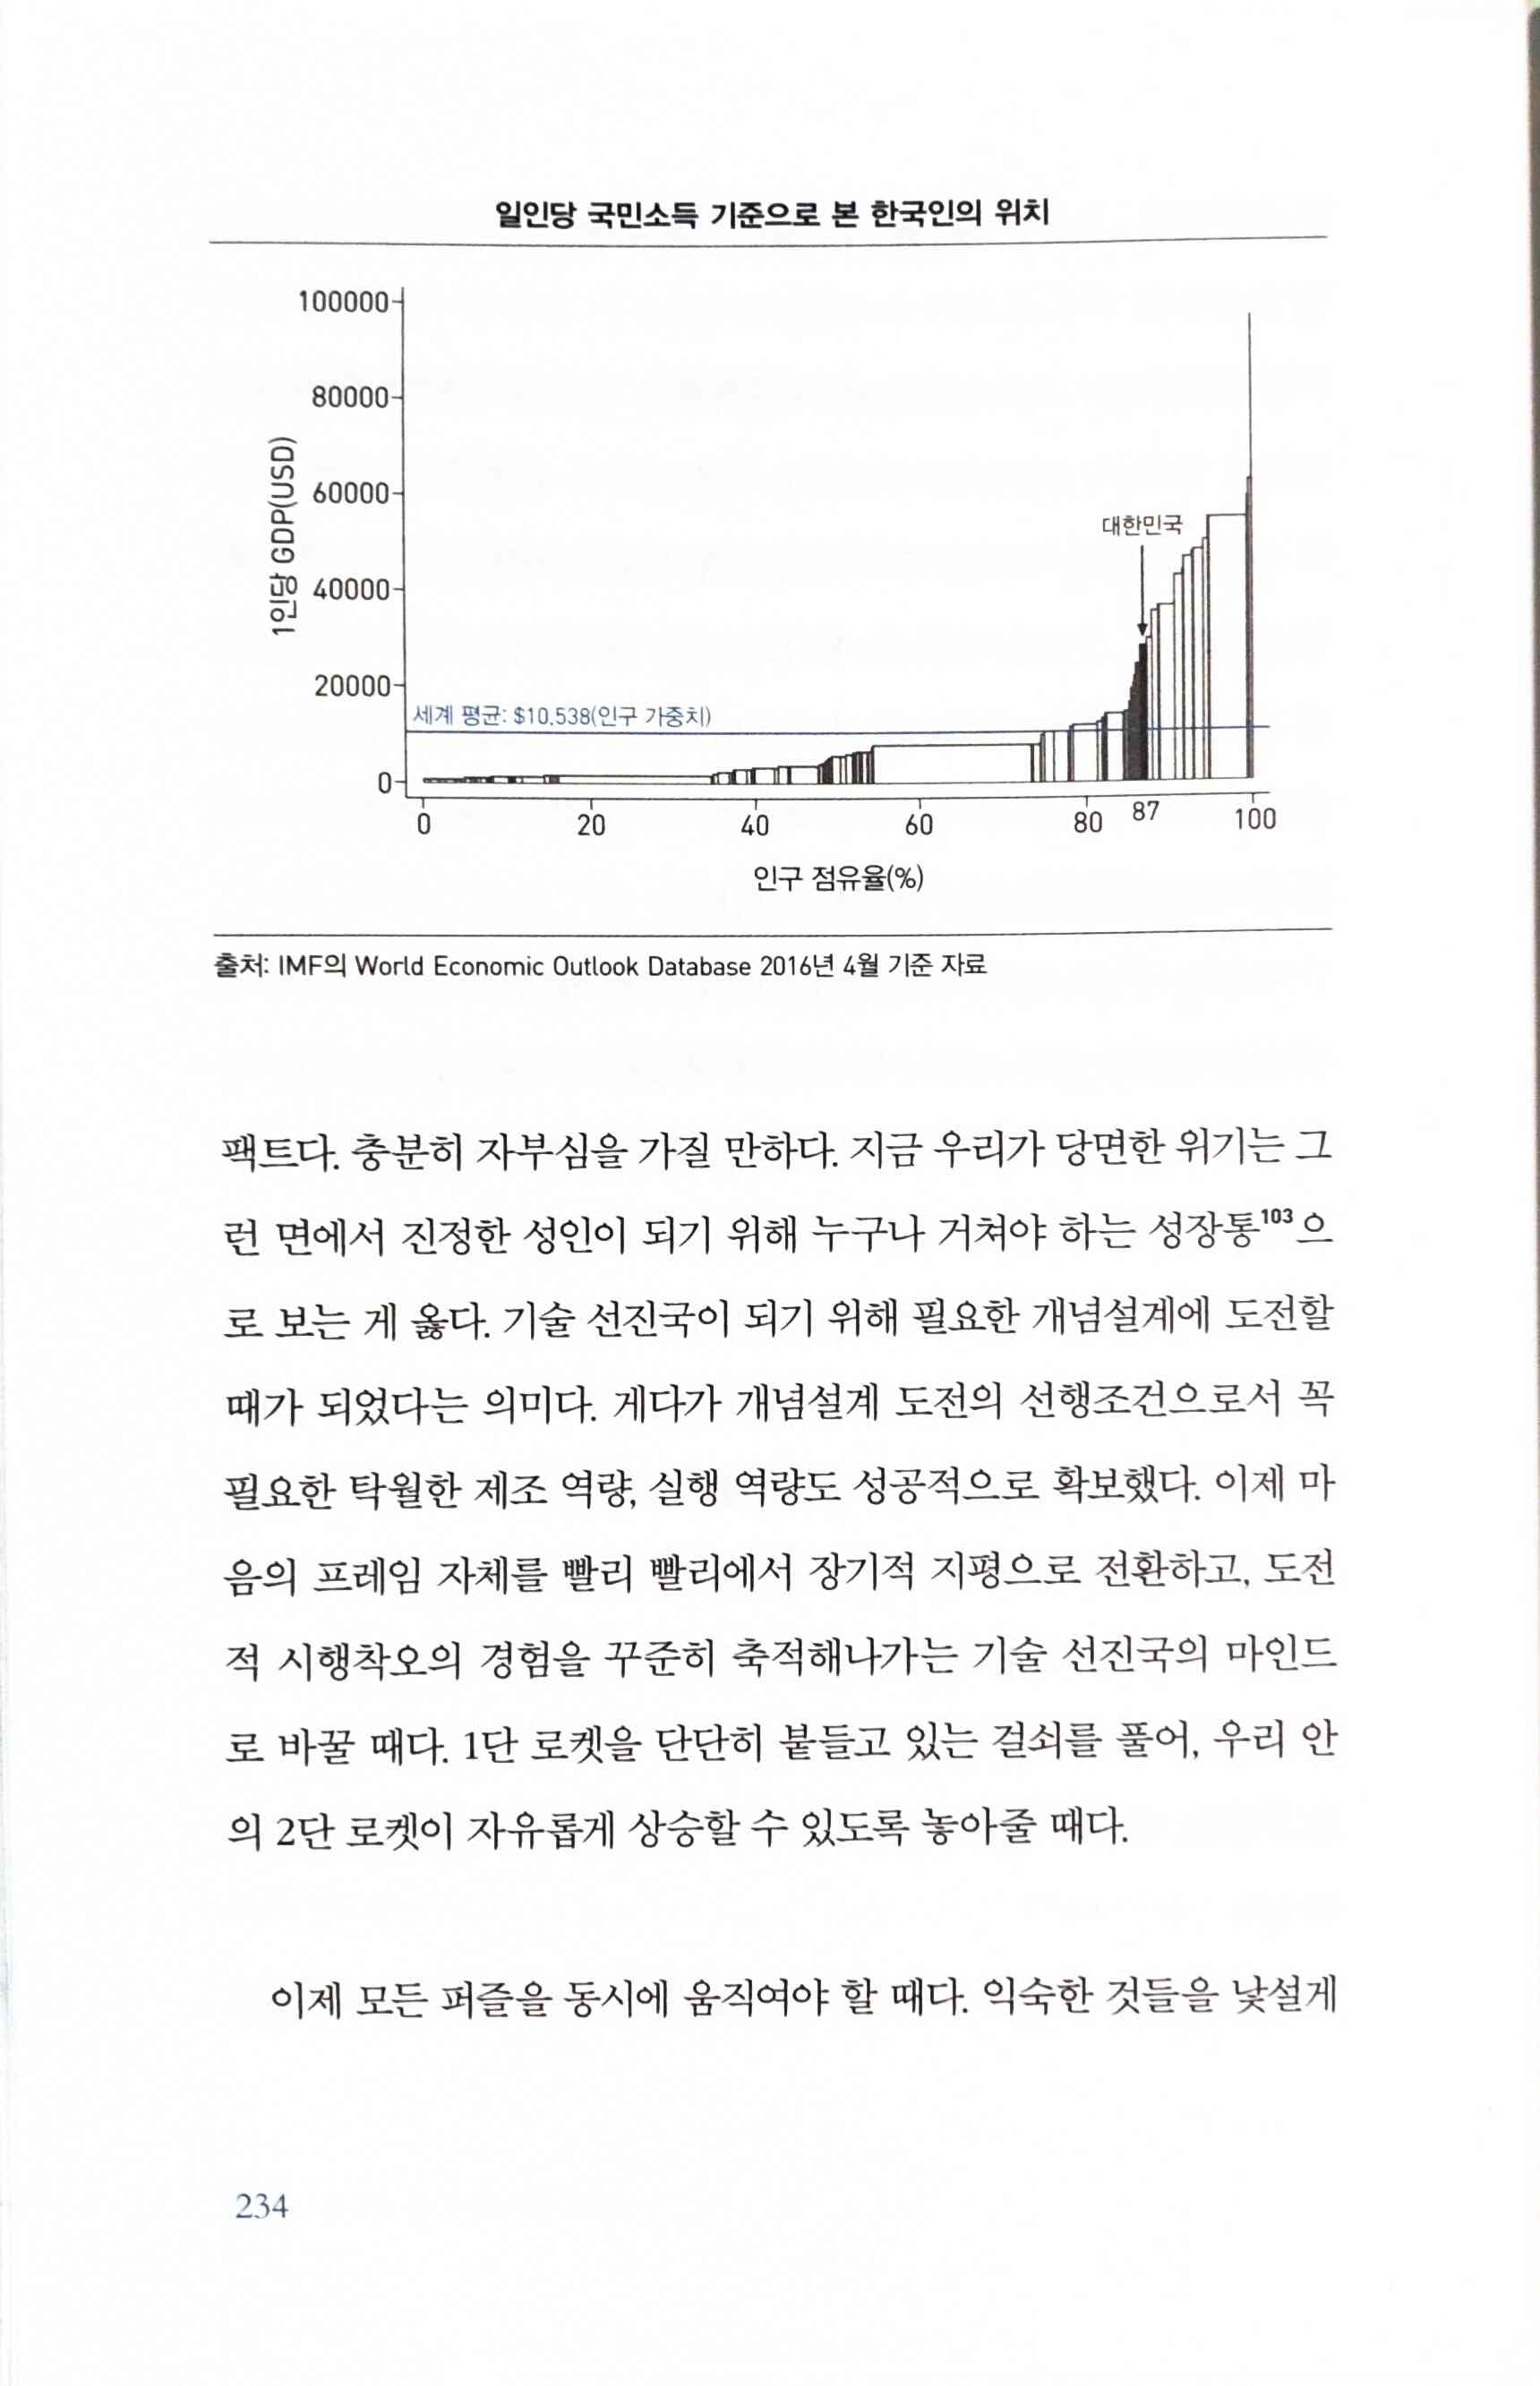 일인당 국민소득 기준으로 본 한국인의 위치
1인당 GDP(USD)
100000
80000
60000
40000
20000
0
대한민국
세계 평균: $10,538(인구 가중치)
0 20 40 60 80 87 100
인구 점유율(%)
출처: IMF의 World Economic Outlook Database 2016년 4월 기준 자료
팩트다. 충분히 자부심을 가질 만하다. 지금 우리가 당면한 위기는 그
런 면에서 진정한 성인이 되기 위해 누구나 거쳐야 하는 성장통103으
로 보는 게 옳다. 기술 선진국이 되기 위해 필요한 개념설계에 도전할
때가 되었다는 의미다. 게다가 개념설계 도전의 선행조건으로서 꼭
필요한 탁월한 제조 역량, 실행 역량도 성공적으로 확보했다. 이제 마
음의 프레임 자체를 빨리 빨리에서 장기적 지평으로 전환하고, 도전
적 시행착오의 경험을 꾸준히 축적해나가는 기술 선진국의 마인드
로 바꿀 때다. 1단 로켓을 단단히 붙들고 있는 걸쇠를 풀어, 우리 안
의 2단 로켓이 자유롭게 상승할 수 있도록 놓아줄 때다.
이제 모든 퍼즐을 동시에 움직여야 할 때다. 익숙한 것들을 낯설게
234